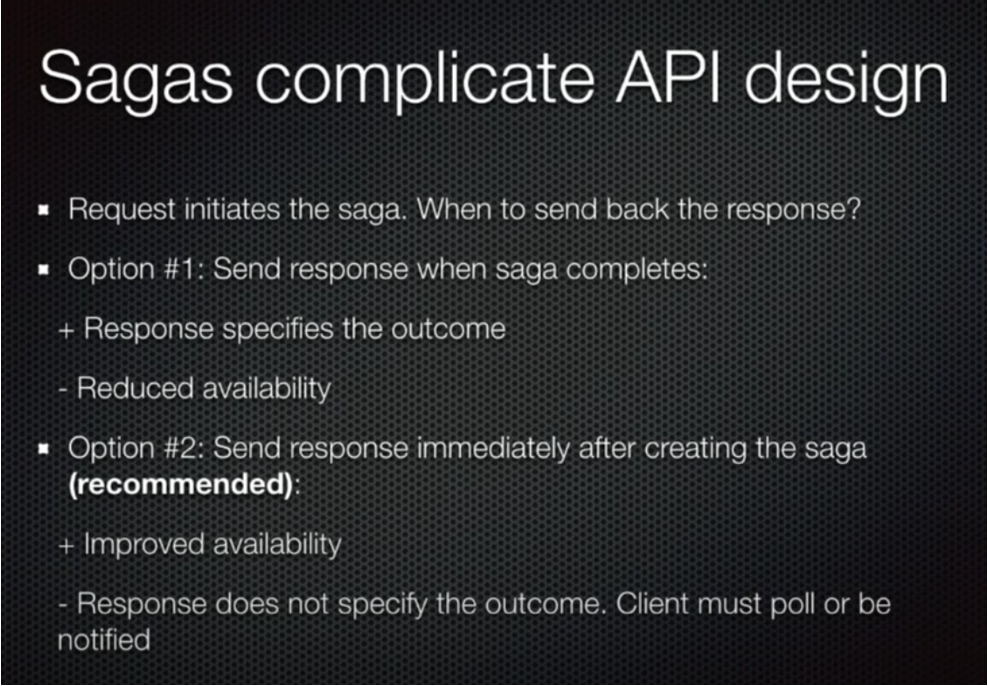 Sagas complicate API design
Request initiates the saga. When to send back the response?
Option #1: Send response when saga completes:
+ Response specifies the outcome
- Reduced availability
Option #2: Send response immediately after creating the saga
(recommended):
+ Improved availability
- Response does not specify the outcome. Client must poll or be
notified